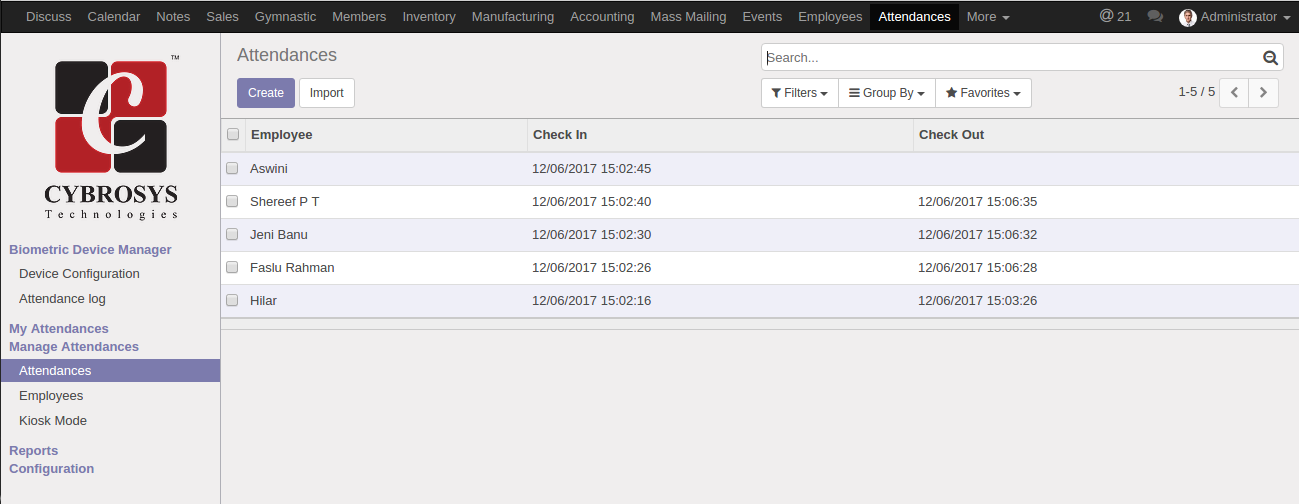 Discuss Calendar Notes Sales Gymnastic Members Inventory Manufacturing Accounting Mass Mailing Events Employees Attendances More @ 21 Administrator
C
™
CYBROSYS
Technologies
Biometric Device Manager
Device Configuration
Attendance log
My Attendances
Manage Attendances
Attendances
Employees
Kiosk Mode
Reports
Configuration
Attendances
Search...
Create Import
Filters Group By Favorites 1-5 / 5
Employee Check In Check Out
Aswini 12/06/2017 15:02:45
Shereef P T 12/06/2017 15:02:40 12/06/2017 15:06:35
Jeni Banu 12/06/2017 15:02:30 12/06/2017 15:06:32
Faslu Rahman 12/06/2017 15:02:26 12/06/2017 15:06:28
Hilar 12/06/2017 15:02:16 12/06/2017 15:03:26